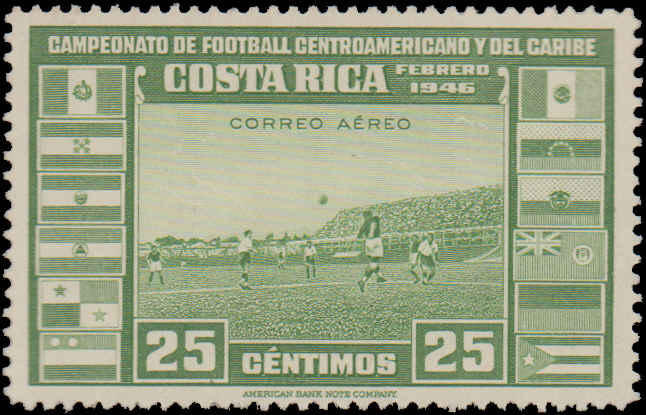 CAMPEONATO DE FOOTBALL CENTROAMERICANO Y DEL CARIBE
COSTA RICA FEBRERO 1946
CORREO AÉREO
25 CÉNTIMOS 25
AMERICAN BANK NOTE COMPANY.